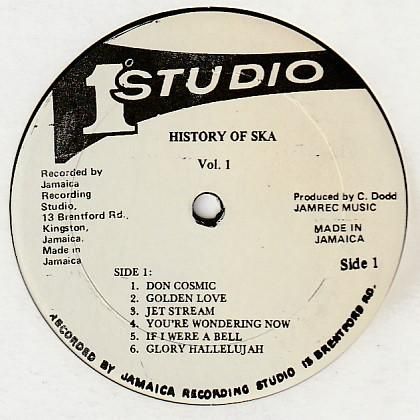 1 STUDIO
HISTORY OF SKA
Vol. 1
Recorded by
Jamaica
Recording
Studio,
13 Brentford Rd.,
Kingston,
Jamaica.
Made in
Jamaica
Produced by C. Dodd
JAMREC MUSIC
MADE IN
JAMAICA
Side 1
SIDE 1:
1. DON COSMIC
2. GOLDEN LOVE
3. JET STREAM
4. YOU'RE WONDERING NOW
5. IF I WERE A BELL
6. GLORY HALLELUJAH
RECORDED BY JAMAICA RECORDING STUDIO 13 BRENTFORD RD.